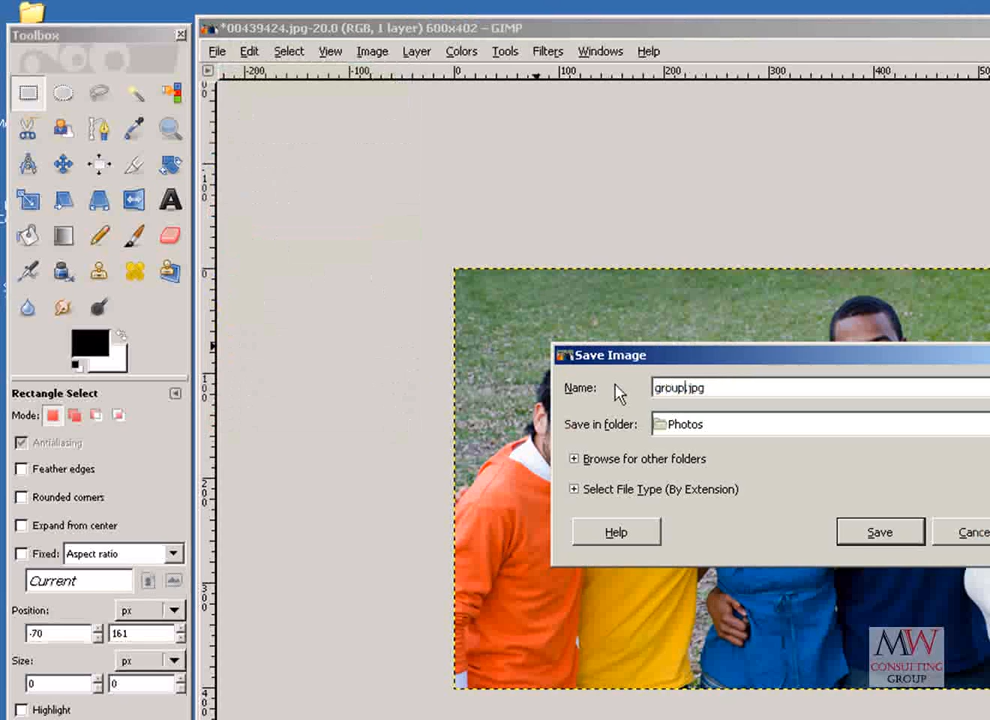 Toolbox
*00439424.jpg-20.0 (RGB, 1 layer) 600x402 – GIMP
File Edit Select View Image Layer Colors Tools Filters Windows Help
-200 -100 0 100 200 300 400
Rectangle Select
Mode:
Antialiasing
Feather edges
Rounded corners
Expand from center
Fixed: Aspect ratio
Current
Position: px
-70 161
Size: px
0 0
Highlight
Save Image
Name: group.jpg
Save in folder: Photos
Browse for other folders
Select File Type (By Extension)
Help Save
MW
CONSULTING
GROUP